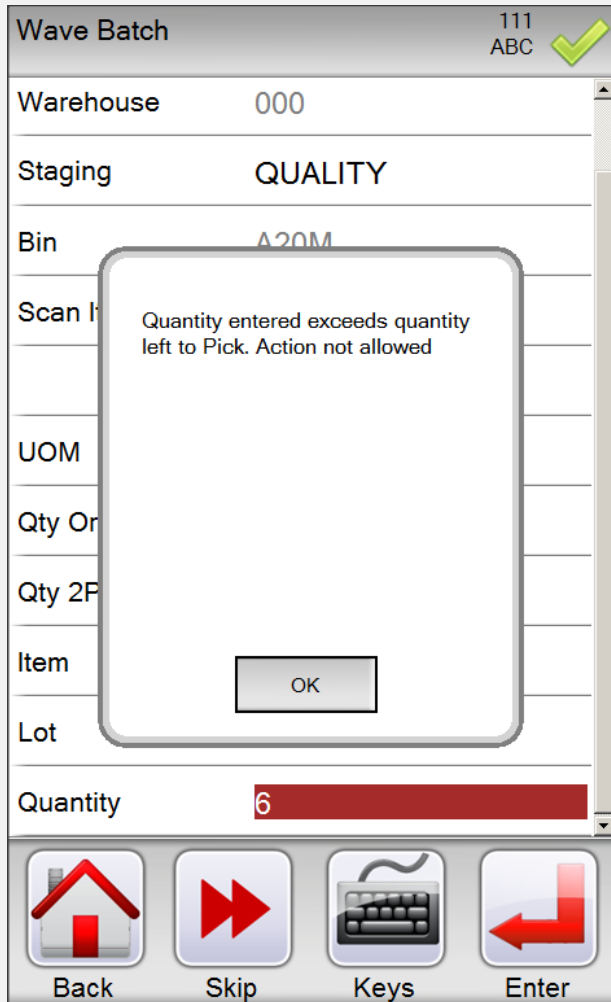 Wave Batch
111
ABC
Warehouse 000
Staging QUALITY
Bin A20M
Scan
Quantity entered exceeds quantity
left to Pick. Action not allowed
UOM
Qty Or
Qty 2P
Item
OK
Lot
Quantity 6
Back Skip Keys Enter